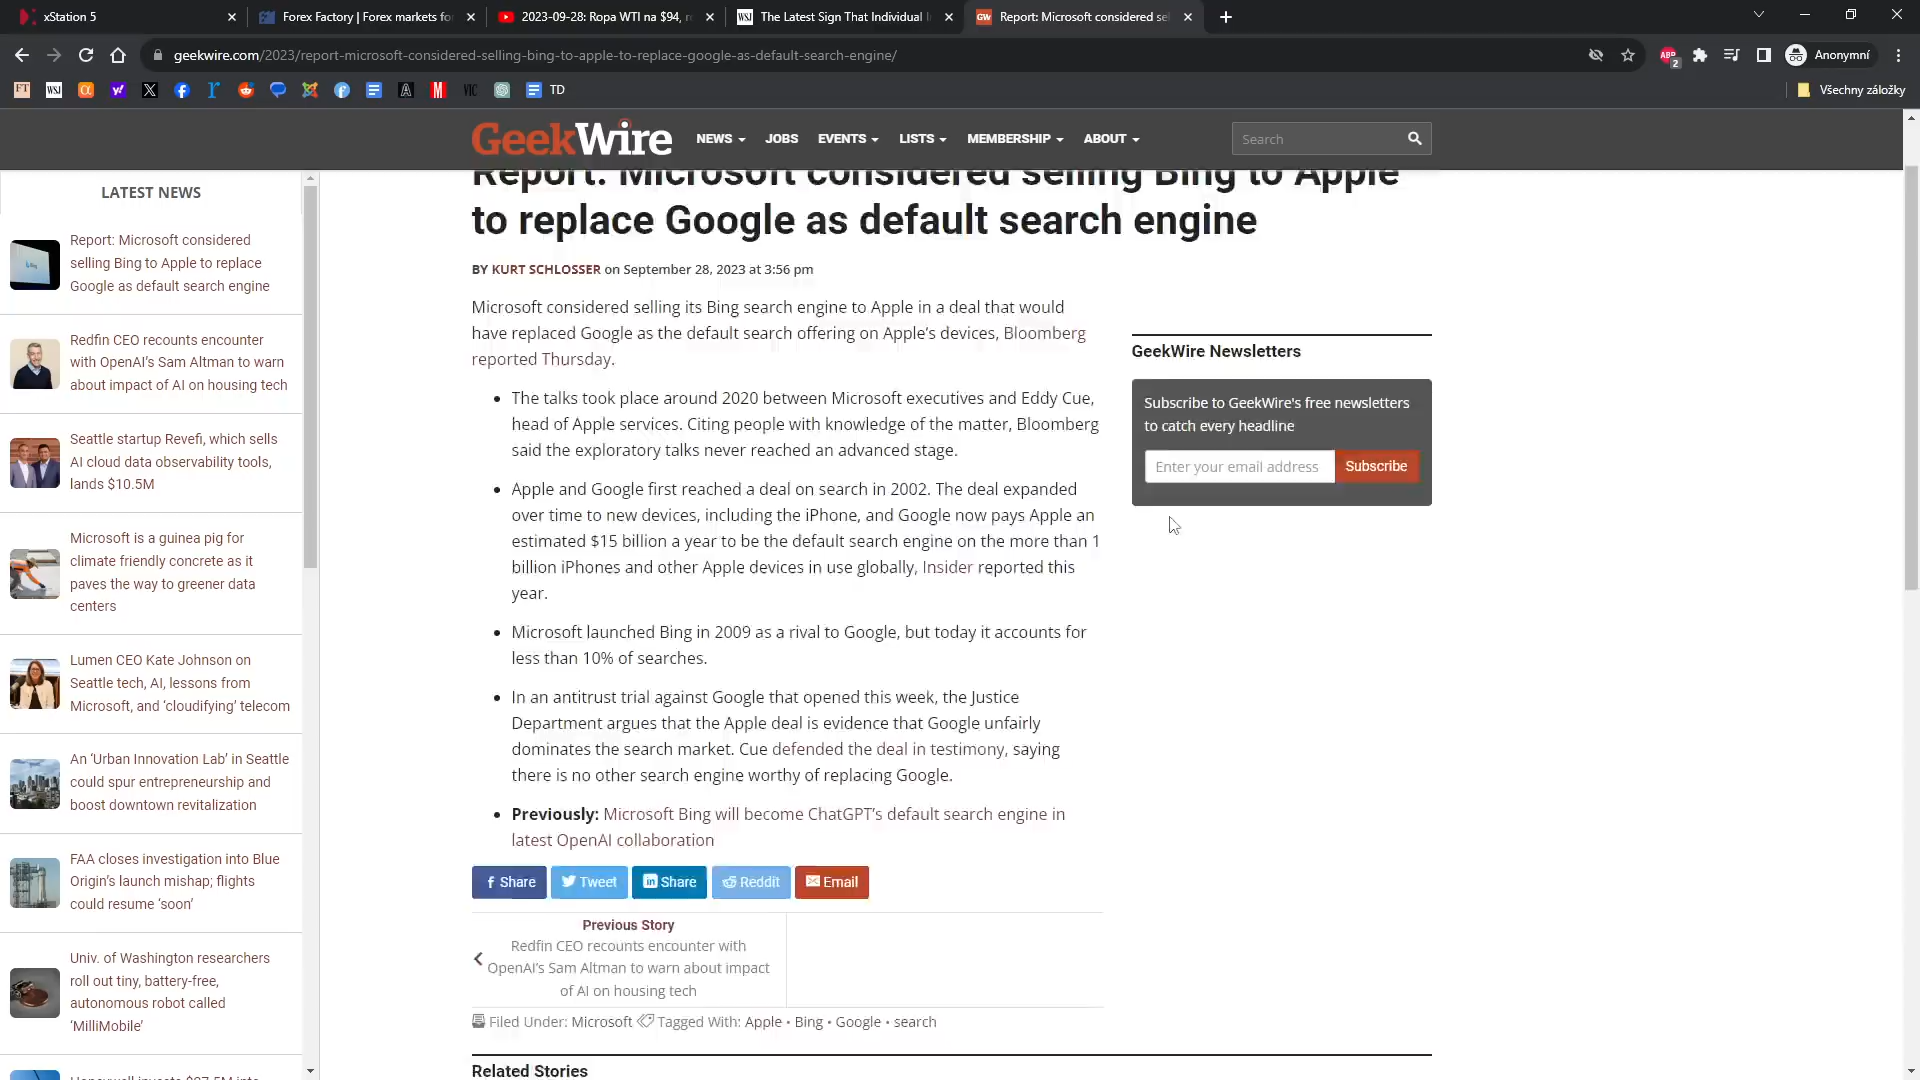 xStation 5
Forex Factory | Forex markets for
2023-09-28: Ropa WTI na $94, r
WSJ The Latest Sign That Individual I
GW Report: Microsoft considered se
geekwire.com/2023/report-microsoft-considered-selling-bing-to-apple-to-replace-google-as-default-search-engine/
ABP 2
Anonymní
FT WSJ α y! X f r A M VIC TD
Všechny záložky
GeekWire NEWS JOBS EVENTS LISTS MEMBERSHIP ABOUT Search
LATEST NEWS
Report: Microsoft considered
selling Bing to Apple to replace
Google as default search engine
Redfin CEO recounts encounter
with OpenAI’s Sam Altman to warn
about impact of AI on housing tech
Seattle startup Revefi, which sells
AI cloud data observability tools,
lands $10.5M
Microsoft is a guinea pig for
climate friendly concrete as it
paves the way to greener data
centers
Lumen CEO Kate Johnson on
Seattle tech, AI, lessons from
Microsoft, and ‘cloudifying’ telecom
An ‘Urban Innovation Lab’ in Seattle
could spur entrepreneurship and
boost downtown revitalization
FAA closes investigation into Blue
Origin’s launch mishap; flights
could resume ‘soon’
Univ. of Washington researchers
roll out tiny, battery-free,
autonomous robot called
‘MilliMobile’
Honeywell invests $27.5M into
Report: Microsoft considered selling Bing to Apple
to replace Google as default search engine
BY KURT SCHLOSSER on September 28, 2023 at 3:56 pm
Microsoft considered selling its Bing search engine to Apple in a deal that would
have replaced Google as the default search offering on Apple’s devices, Bloomberg
reported Thursday.
• The talks took place around 2020 between Microsoft executives and Eddy Cue,
head of Apple services. Citing people with knowledge of the matter, Bloomberg
said the exploratory talks never reached an advanced stage.
• Apple and Google first reached a deal on search in 2002. The deal expanded
over time to new devices, including the iPhone, and Google now pays Apple an
estimated $15 billion a year to be the default search engine on the more than 1
billion iPhones and other Apple devices in use globally, Insider reported this
year.
• Microsoft launched Bing in 2009 as a rival to Google, but today it accounts for
less than 10% of searches.
• In an antitrust trial against Google that opened this week, the Justice
Department argues that the Apple deal is evidence that Google unfairly
dominates the search market. Cue defended the deal in testimony, saying
there is no other search engine worthy of replacing Google.
• Previously: Microsoft Bing will become ChatGPT’s default search engine in
latest OpenAI collaboration
Share Tweet Share Reddit Email
Previous Story
Redfin CEO recounts encounter with
OpenAI’s Sam Altman to warn about impact
of AI on housing tech
Filed Under: Microsoft Tagged With: Apple • Bing • Google • search
Related Stories
GeekWire Newsletters
Subscribe to GeekWire's free newsletters
to catch every headline
Enter your email address Subscribe